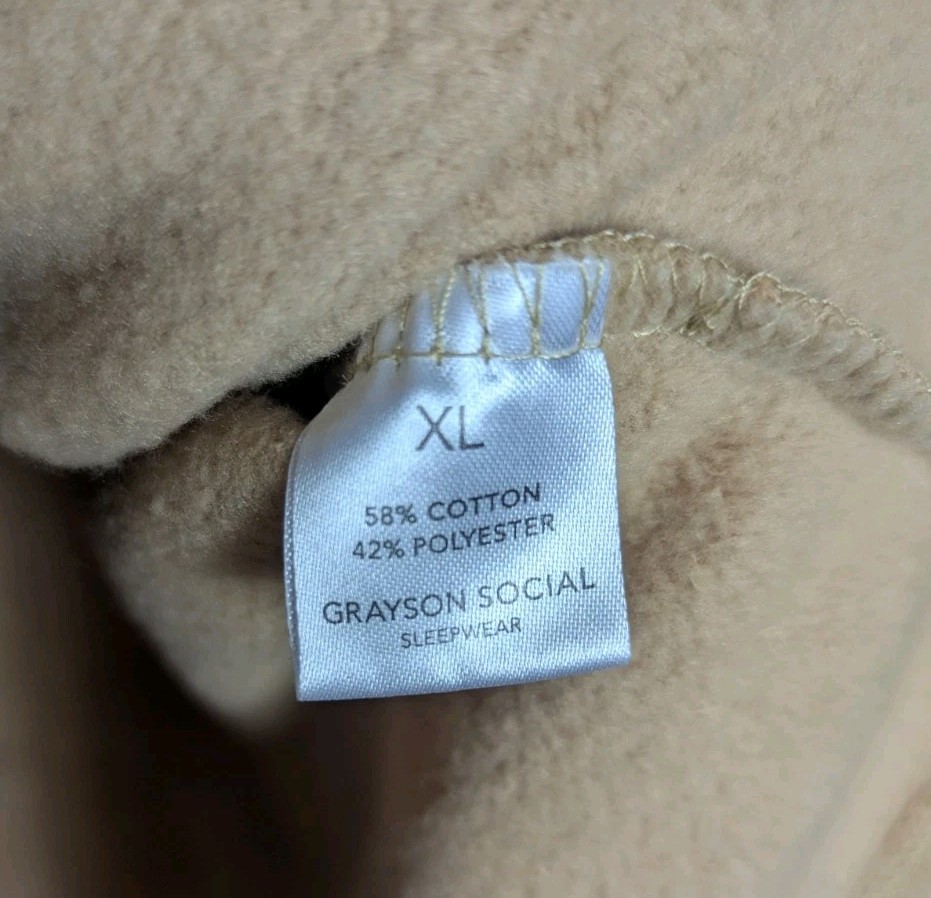 XL
58% COTTON
42% POLYESTER
GRAYSON SOCIAL
SLEEPWEAR